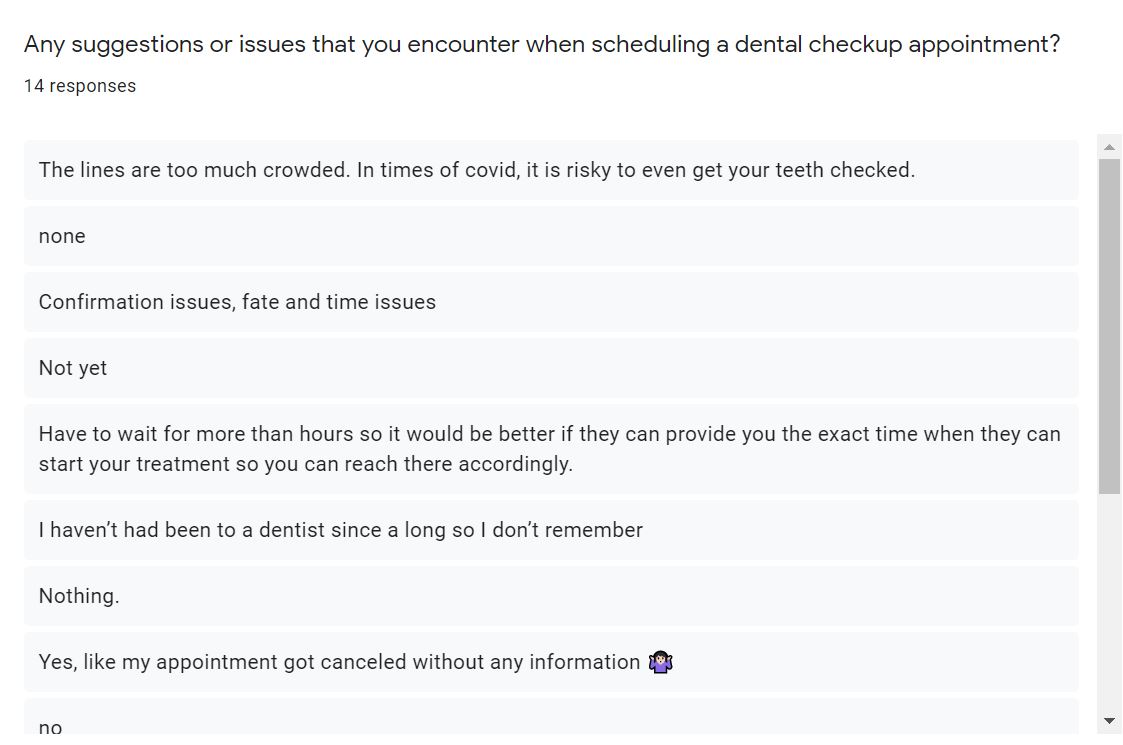 Any suggestions or issues that you encounter when scheduling a dental checkup appointment?
14 responses
The lines are too much crowded. In times of covid, it is risky to even get your teeth checked.
none
Confirmation issues, fate and time issues
Not yet
Have to wait for more than hours so it would be better if they can provide you the exact time when they can
start your treatment so you can reach there accordingly.
I haven’t had been to a dentist since a long so I don’t remember
Nothing.
Yes, like my appointment got canceled without any information 🤷🏻‍♀️
no